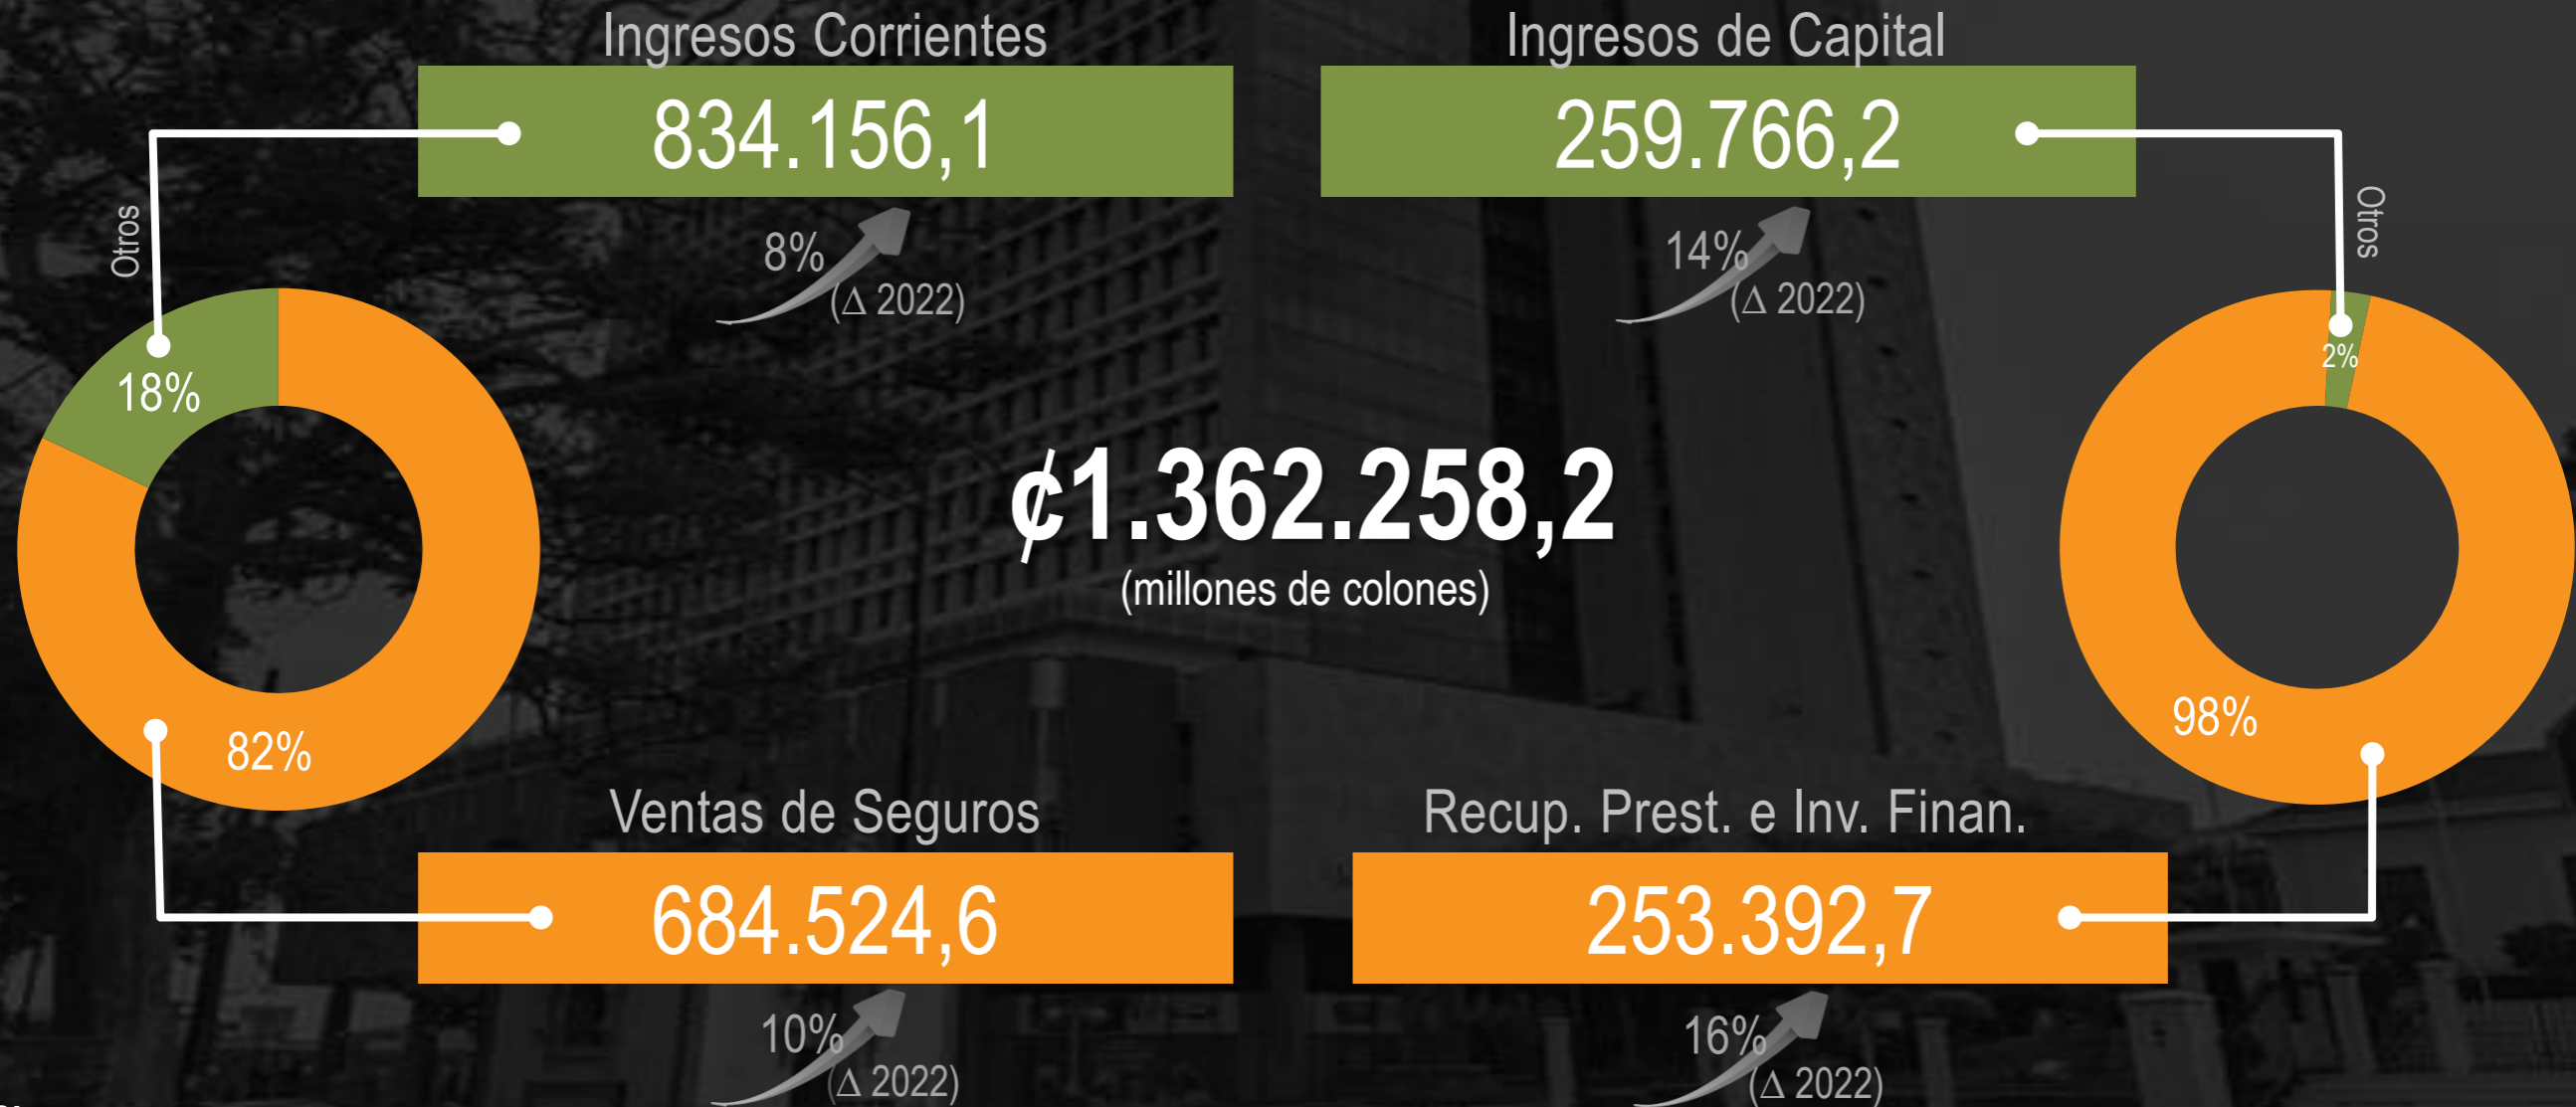 Ingresos Corrientes
834.156,1
8%
(Δ 2022)
Ingresos de Capital
259.766,2
14%
(Δ 2022)
Otros
18%
82%
Otros
2%
98%
₡1.362.258,2
(millones de colones)
Ventas de Seguros
684.524,6
10%
(Δ 2022)
Recup. Prest. e Inv. Finan.
253.392,7
16%
(Δ 2022)